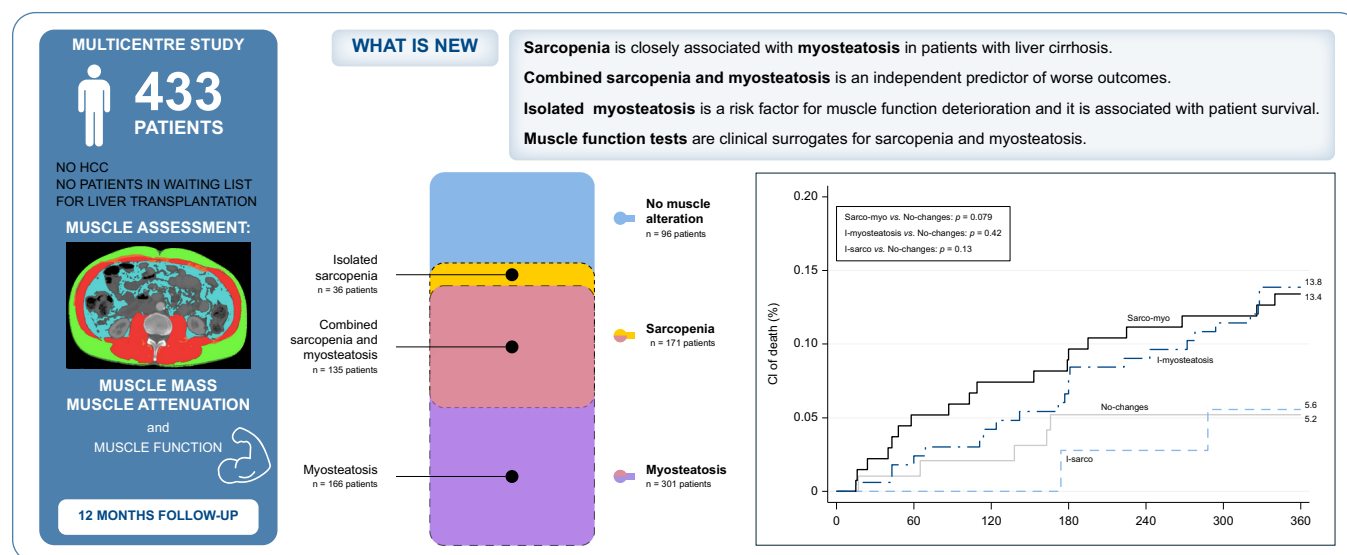 MULTICENTRE STUDY
433
PATIENTS
NO HCC
NO PATIENTS IN WAITING LIST
FOR LIVER TRANSPLANTATION
MUSCLE ASSESSMENT:
MUSCLE MASS
MUSCLE ATTENUATION
and
MUSCLE FUNCTION
12 MONTHS FOLLOW-UP
WHAT IS NEW
Sarcopenia is closely associated with myosteatosis in patients with liver cirrhosis.
Combined sarcopenia and myosteatosis is an independent predictor of worse outcomes.
Isolated myosteatosis is a risk factor for muscle function deterioration and it is associated with patient survival.
Muscle function tests are clinical surrogates for sarcopenia and myosteatosis.
Isolated
sarcopenia
n = 36 patients
Combined
sarcopenia and
myosteatosis
n = 135 patients
Myosteatosis
n = 166 patients
No muscle
alteration
n = 96 patients
Sarcopenia
n = 171 patients
Myosteatosis
n = 301 patients
CI of death (%)
0.20
0.15
0.10
0.05
0
Sarco-myo vs. No-changes: p = 0.079
I-myosteatosis vs. No-changes: p = 0.42
I-sarco vs. No-changes: p = 0.13
Sarco-myo
I-myosteatosis
No-changes
I-sarco
13.8
13.4
5.6
5.2
0 60 120 180 240 300 360